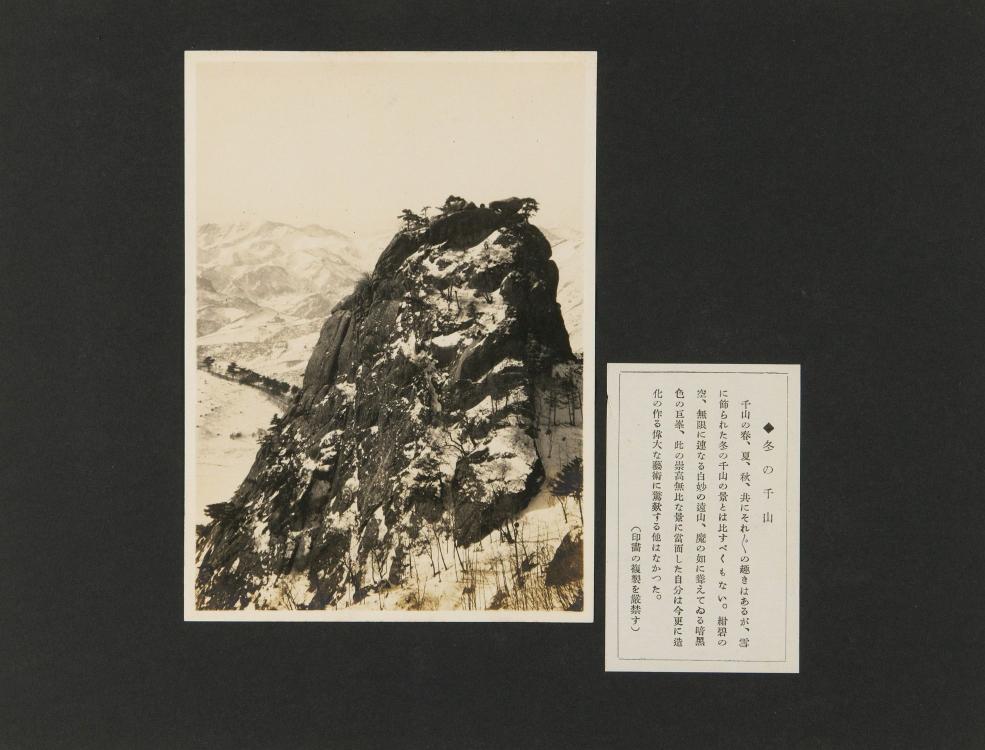 ◆冬の千山
千山の春、夏、秋、共にそれ〴〵の趣きはあるが、雪
に飾られた冬の千山の景とは比すべくもない。紺碧の
空、無限に連なる白妙の遠山、魔の如に聳えてゐる暗黑
色の巨峯、此の崇高無比な景に當面した自分は今更に造
化の作る偉大な藝術に驚歎する他はなかつた。
(印畵の複製を嚴禁す)